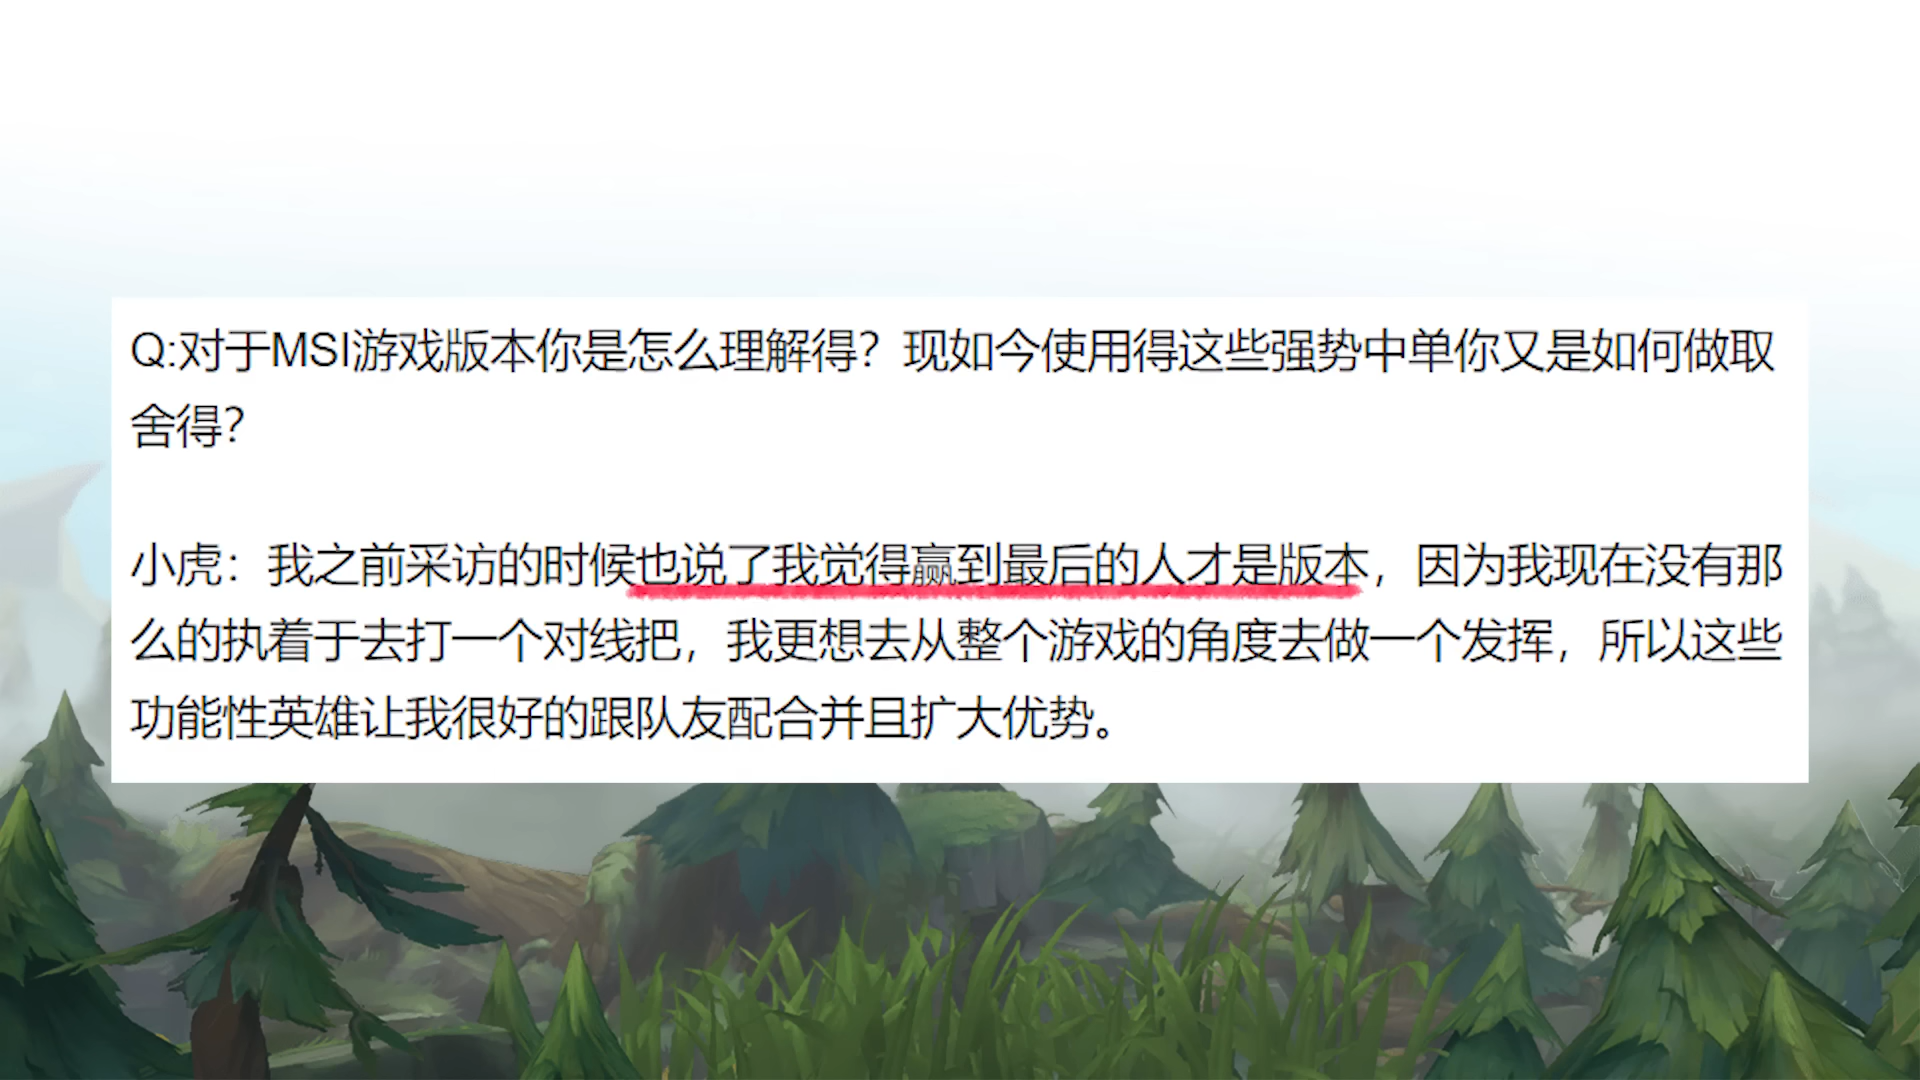 Q:对于MSI游戏版本你是怎么理解得？现如今使用得这些强势中单你又是如何做取
舍得？
小虎：我之前采访的时候也说了我觉得赢到最后的人才是版本，因为我现在没有那
么的执着于去打一个对线把，我更想去从整个游戏的角度去做一个发挥，所以这些
功能性英雄让我很好的跟队友配合并且扩大优势。